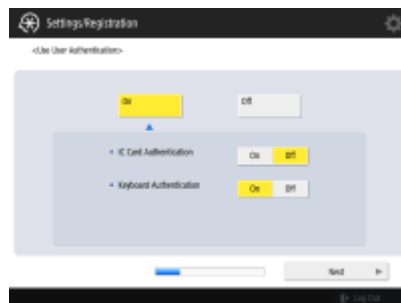 Settings/Registration
<Use User Authentication>
On
Off
IC Card Authentication
On Off
Keyboard Authentication
On Off
Next
Log Out